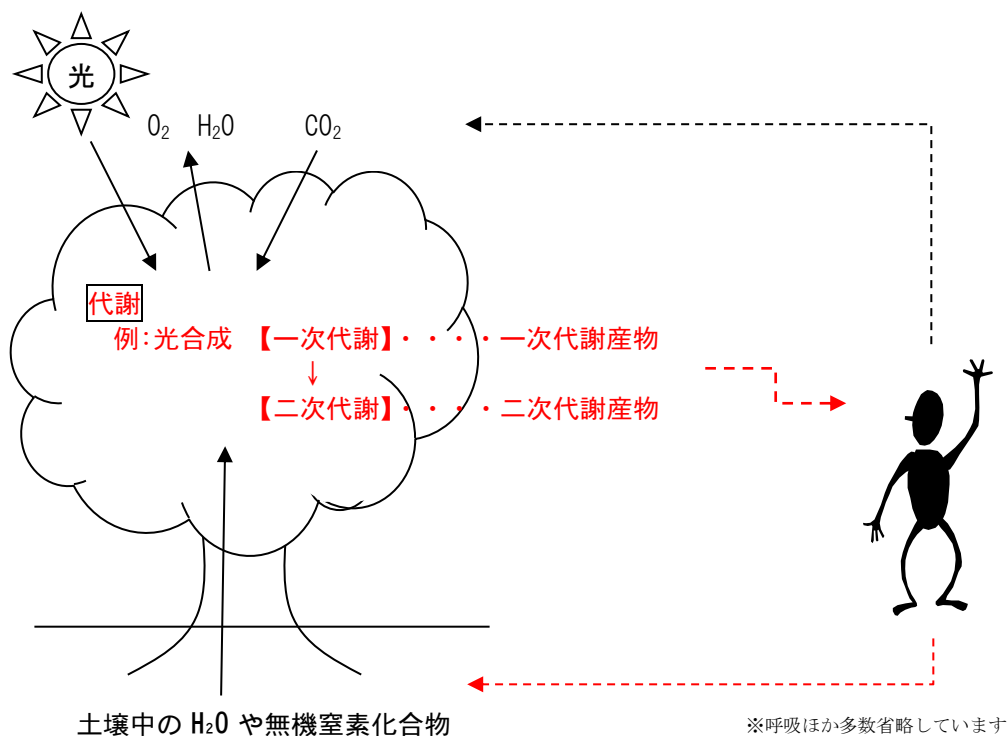 光
O₂ H₂O CO₂
代謝
例：光合成 【一次代謝】・・・・一次代謝産物
↓
【二次代謝】・・・・二次代謝産物
土壌中の H₂O や無機窒素化合物
※呼吸ほか多数省略しています